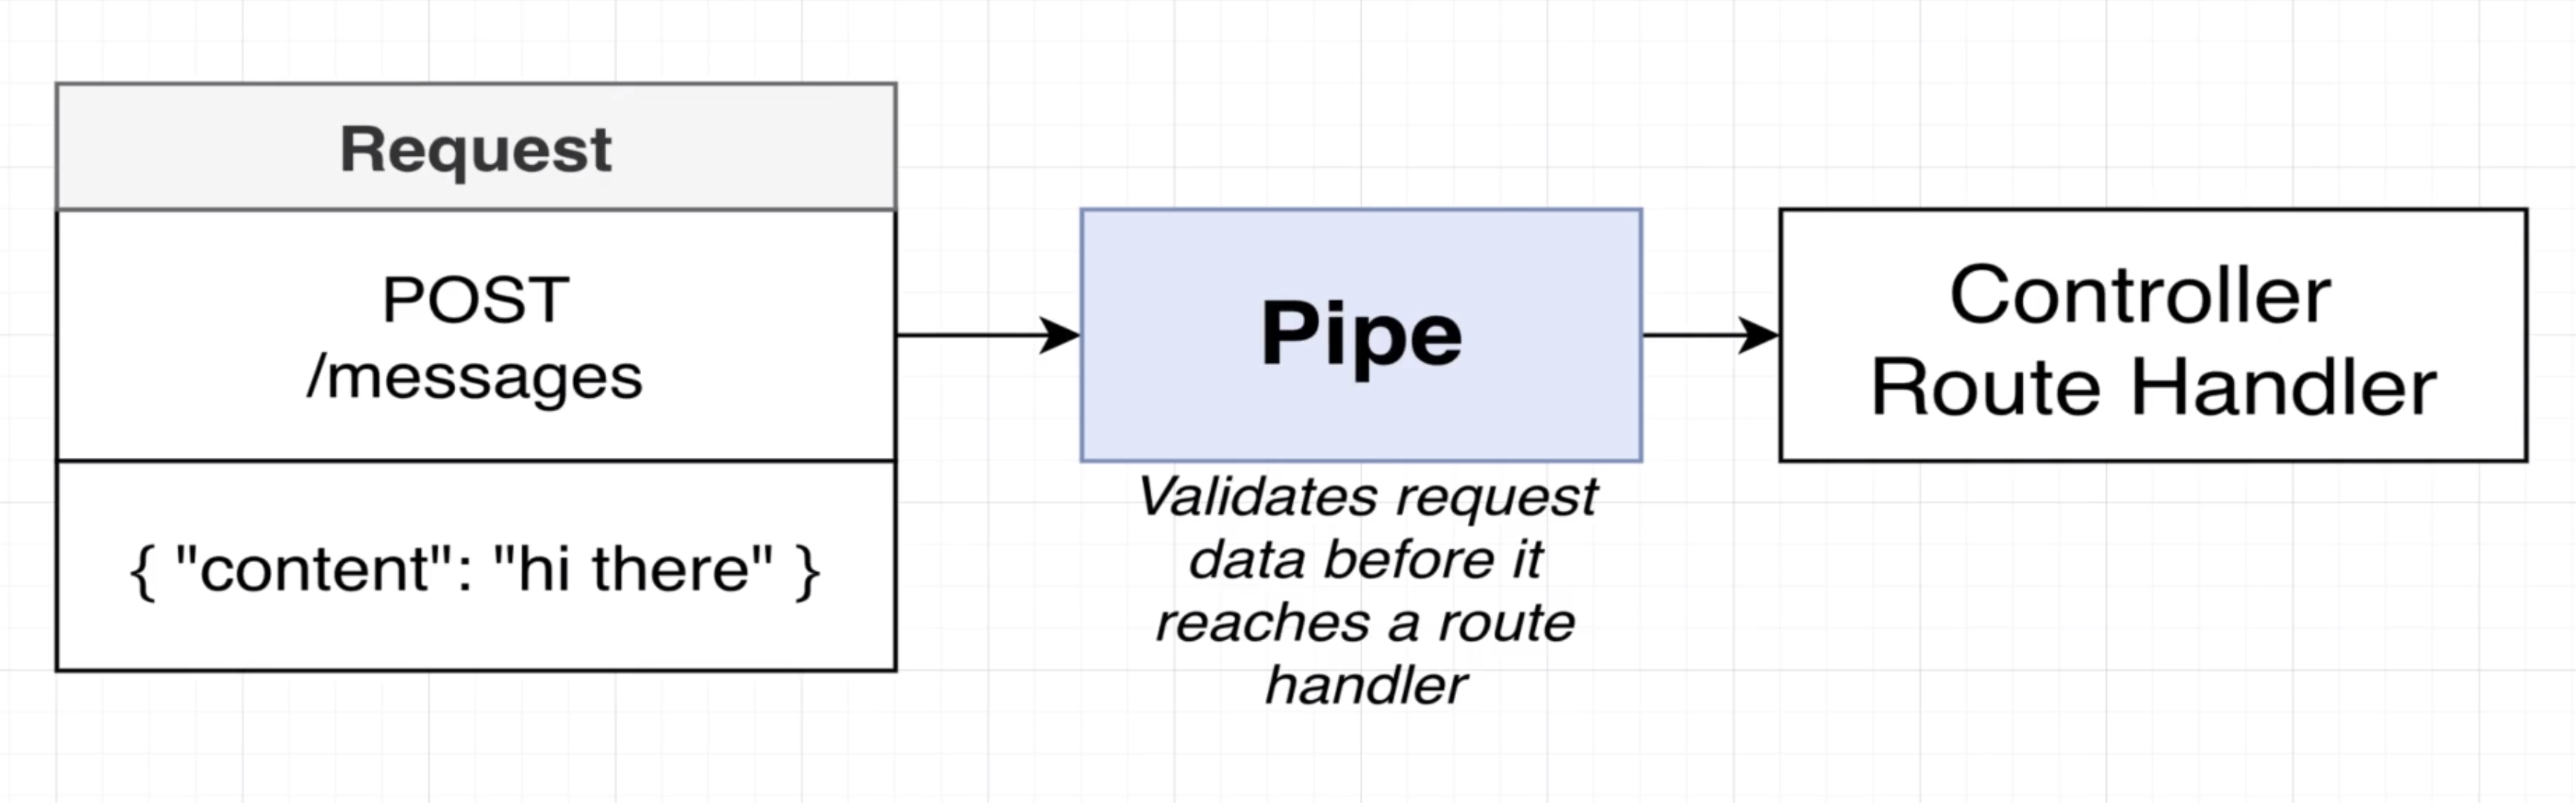 Request
POST
/messages
{ "content": "hi there" }
Pipe
Validates request
data before it
reaches a route
handler
Controller
Route Handler